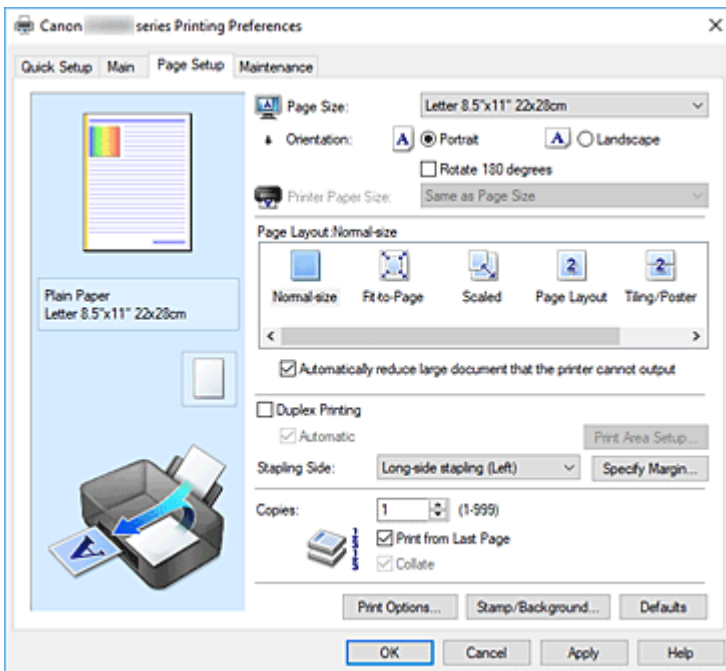 Canon series Printing Preferences
Quick Setup Main Page Setup Maintenance
Page Size: Letter 8.5"x11" 22x28cm
Orientation: A Portrait A Landscape
Rotate 180 degrees
Printer Paper Size: Same as Page Size
Page Layout:Normal-size
Normal-size Fit-to-Page Scaled Page Layout Tiling/Poster
Plain Paper
Letter 8.5"x11" 22x28cm
Automatically reduce large document that the printer cannot output
Duplex Printing
Automatic Print Area Setup...
Stapling Side: Long-side stapling (Left) Specify Margin...
Copies: 1 (1-999)
Print from Last Page
Collate
Print Options... Stamp/Background... Defaults
OK Cancel Apply Help